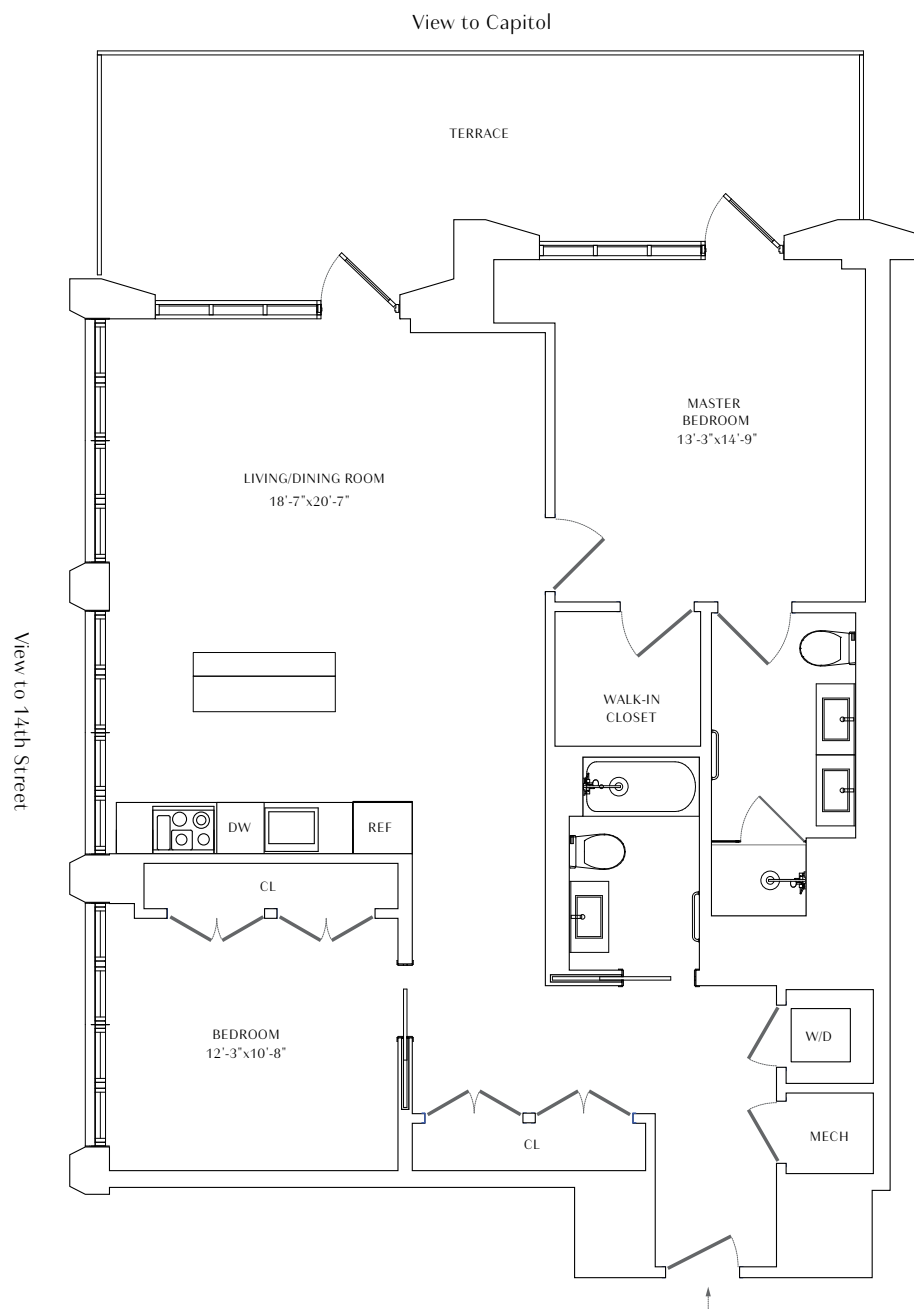 View to Capitol
TERRACE
MASTER
BEDROOM
13'-3"x14'-9"
LIVING/DINING ROOM
18'-7"x20'-7"
View to 14th Street
WALK-IN
CLOSET
DW
REF
CL
BEDROOM
12'-3"x10'-8"
W/D
CL
MECH